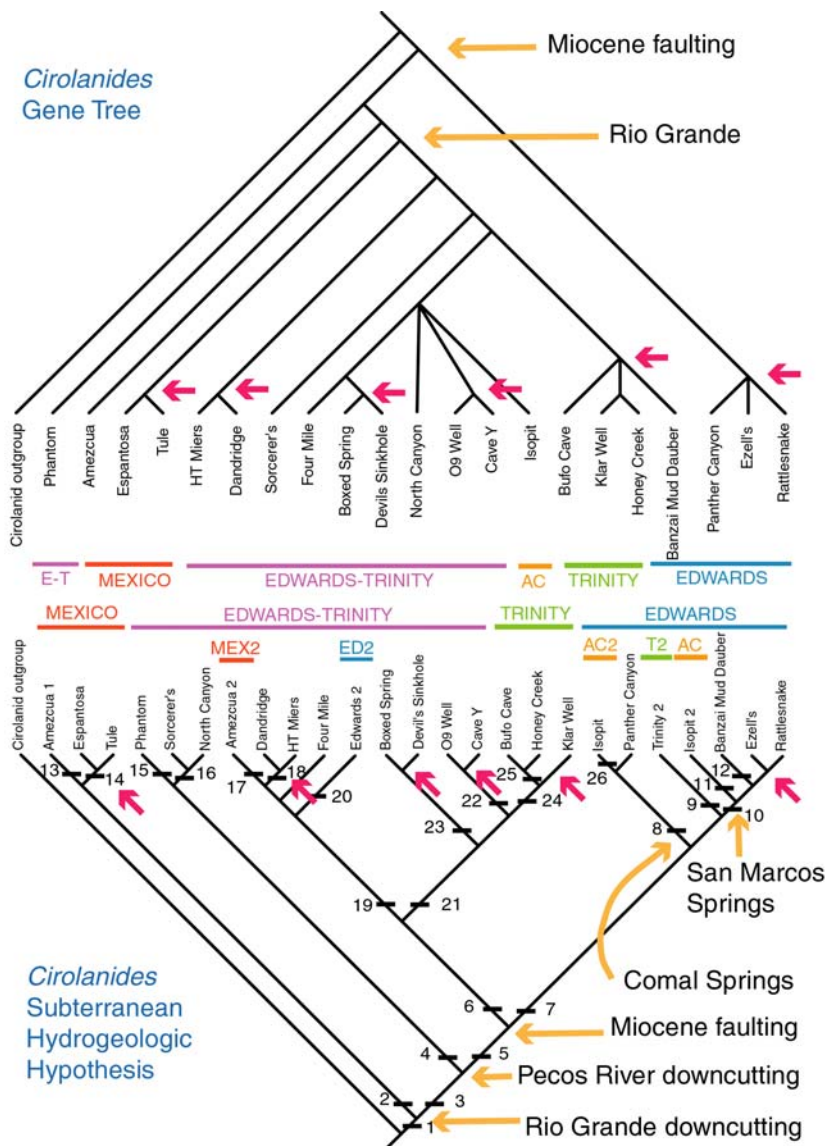 Miocene faulting
Cirolanides
Gene Tree
Rio Grande
Cirolanid outgroup
Phantom
Amezcua
Espantosa
Tule
HT Miers
Dandridge
Sorcerer's
Four Mile
Boxed Spring
Devils Sinkhole
North Canyon
O9 Well
Cave Y
Isopit
Bufo Cave
Klar Well
Honey Creek
Banzai Mud Dauber
Panther Canyon
Ezell's
Rattlesnake
E-T MEXICO EDWARDS-TRINITY AC TRINITY EDWARDS
MEXICO EDWARDS-TRINITY TRINITY EDWARDS
MEX2 ED2 AC2 T2 AC
Cirolanid outgroup
Amezcua 1
Espantosa
Tule
Phantom
Sorcerer's
North Canyon
Amezcua 2
Dandridge
HT Miers
Four Mile
Edwards 2
Boxed Spring
Devil's Sinkhole
O9 Well
Cave Y
Bufo Cave
Honey Creek
Klar Well
Isopit
Panther Canyon
Trinity 2
Isopit 2
Banzai Mud Dauber
Ezell's
Rattlesnake
13 14 15 16 17 18 20 25 26 12
11
22 24 9 10
23 8
San Marcos
Springs
19 21
Comal Springs
Cirolanides
Subterranean
Hydrogeologic
Hypothesis
6 7
Miocene faulting
4 5
Pecos River downcutting
2 3
1 Rio Grande downcutting